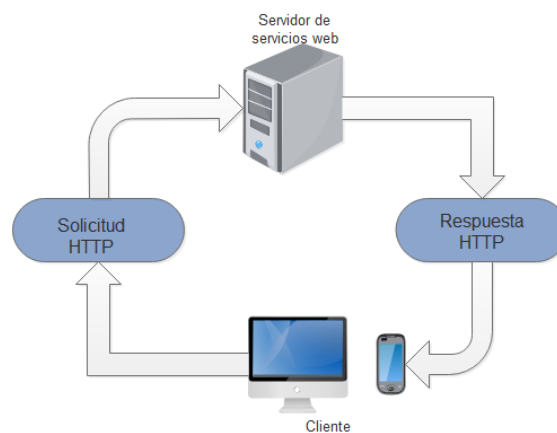 Servidor de
servicios web
Solicitud
HTTP
Respuesta
HTTP
Cliente